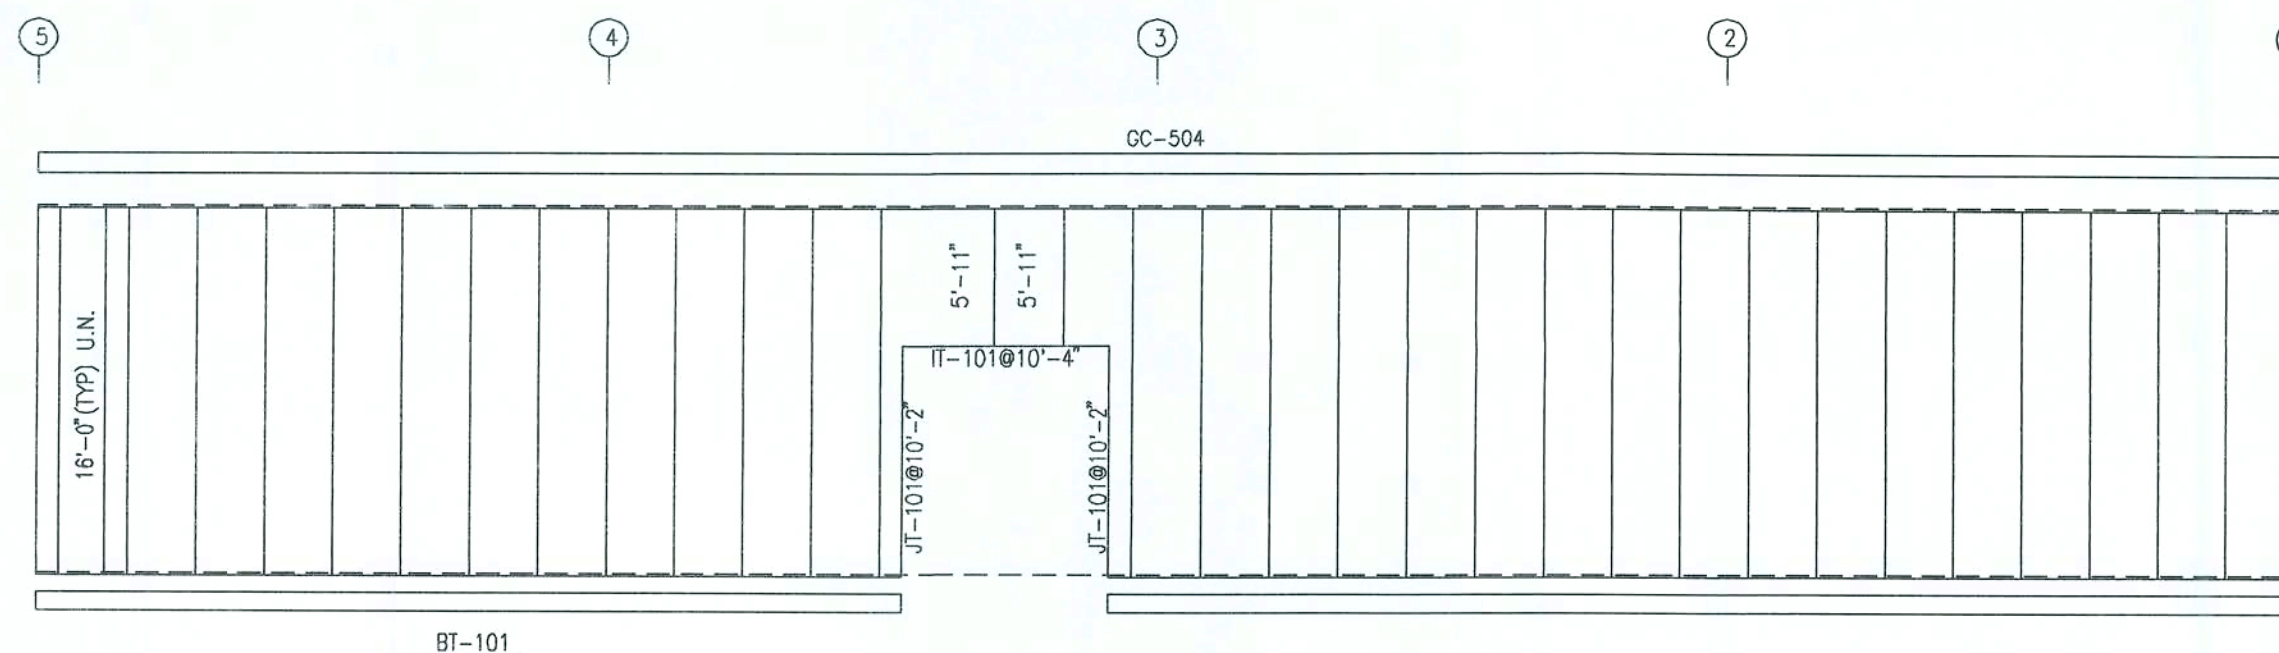 5 4 3 2
GC-504
5'-11" 5'-11"
16'-0"(TYP) U.N.
IT-101@10'-4"
JT-101@10'-2" JT-101@10'-2"
BT-101